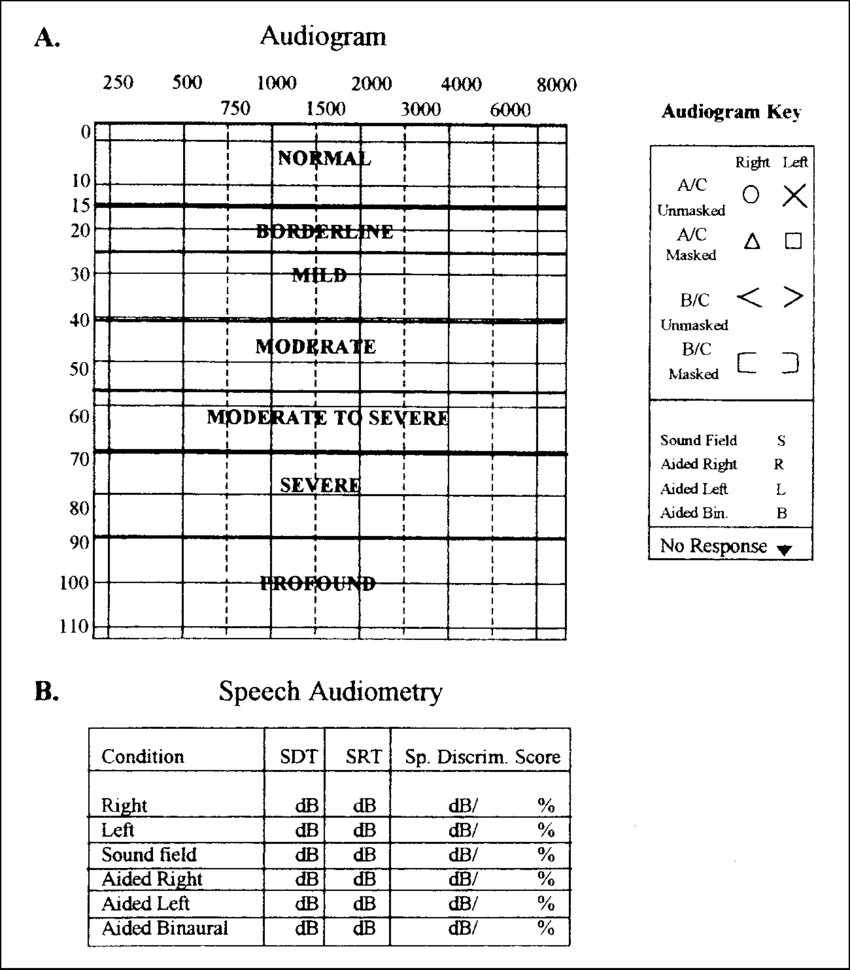 A. Audiogram
250 500 1000 2000 4000 8000
750 1500 3000 6000
0
NORMAL
10
15
20
BORDERLINE
30
MILD
40
MODERATE
50
60
MODERATE TO SEVERE
70
SEVERE
80
90
100
PROFOUND
110
Audiogram Key
Right Left
A/C
Unmasked
A/C
Masked
B/C
Unmasked
B/C
Masked
Sound Field S
Aided Right R
Aided Left L
Aided Bin. B
No Response
B. Speech Audiometry
Condition SDT SRT Sp. Discrim. Score
Right dB dB dB/ %
Left dB dB dB/ %
Sound field dB dB dB/ %
Aided Right dB dB dB/ %
Aided Left dB dB dB/ %
Aided Binaural dB dB dB/ %